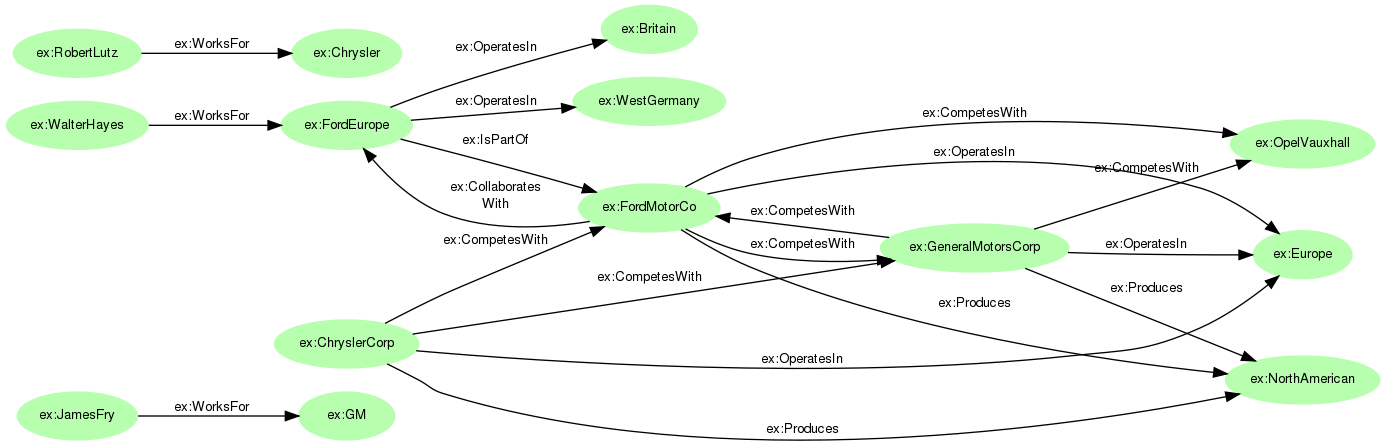 ex:RobertLutz
ex:WorksFor
ex:Chrysler
ex:WalterHayes
ex:WorksFor
ex:FordEurope
ex:OperatesIn
ex:Britain
ex:OperatesIn
ex:WestGermany
ex:IsPartOf
ex:Collaborates
With
ex:FordMotorCo
ex:CompetesWith
ex:OpelVauxhall
ex:OperatesIn
ex:CompetesWith
ex:CompetesWith
ex:CompetesWith
ex:GeneralMotorsCorp
ex:OperatesIn
ex:Europe
ex:CompetesWith
ex:CompetesWith
ex:Produces
ex:Produces
ex:ChryslerCorp
ex:OperatesIn
ex:NorthAmerican
ex:Produces
ex:JamesFry
ex:WorksFor
ex:GM